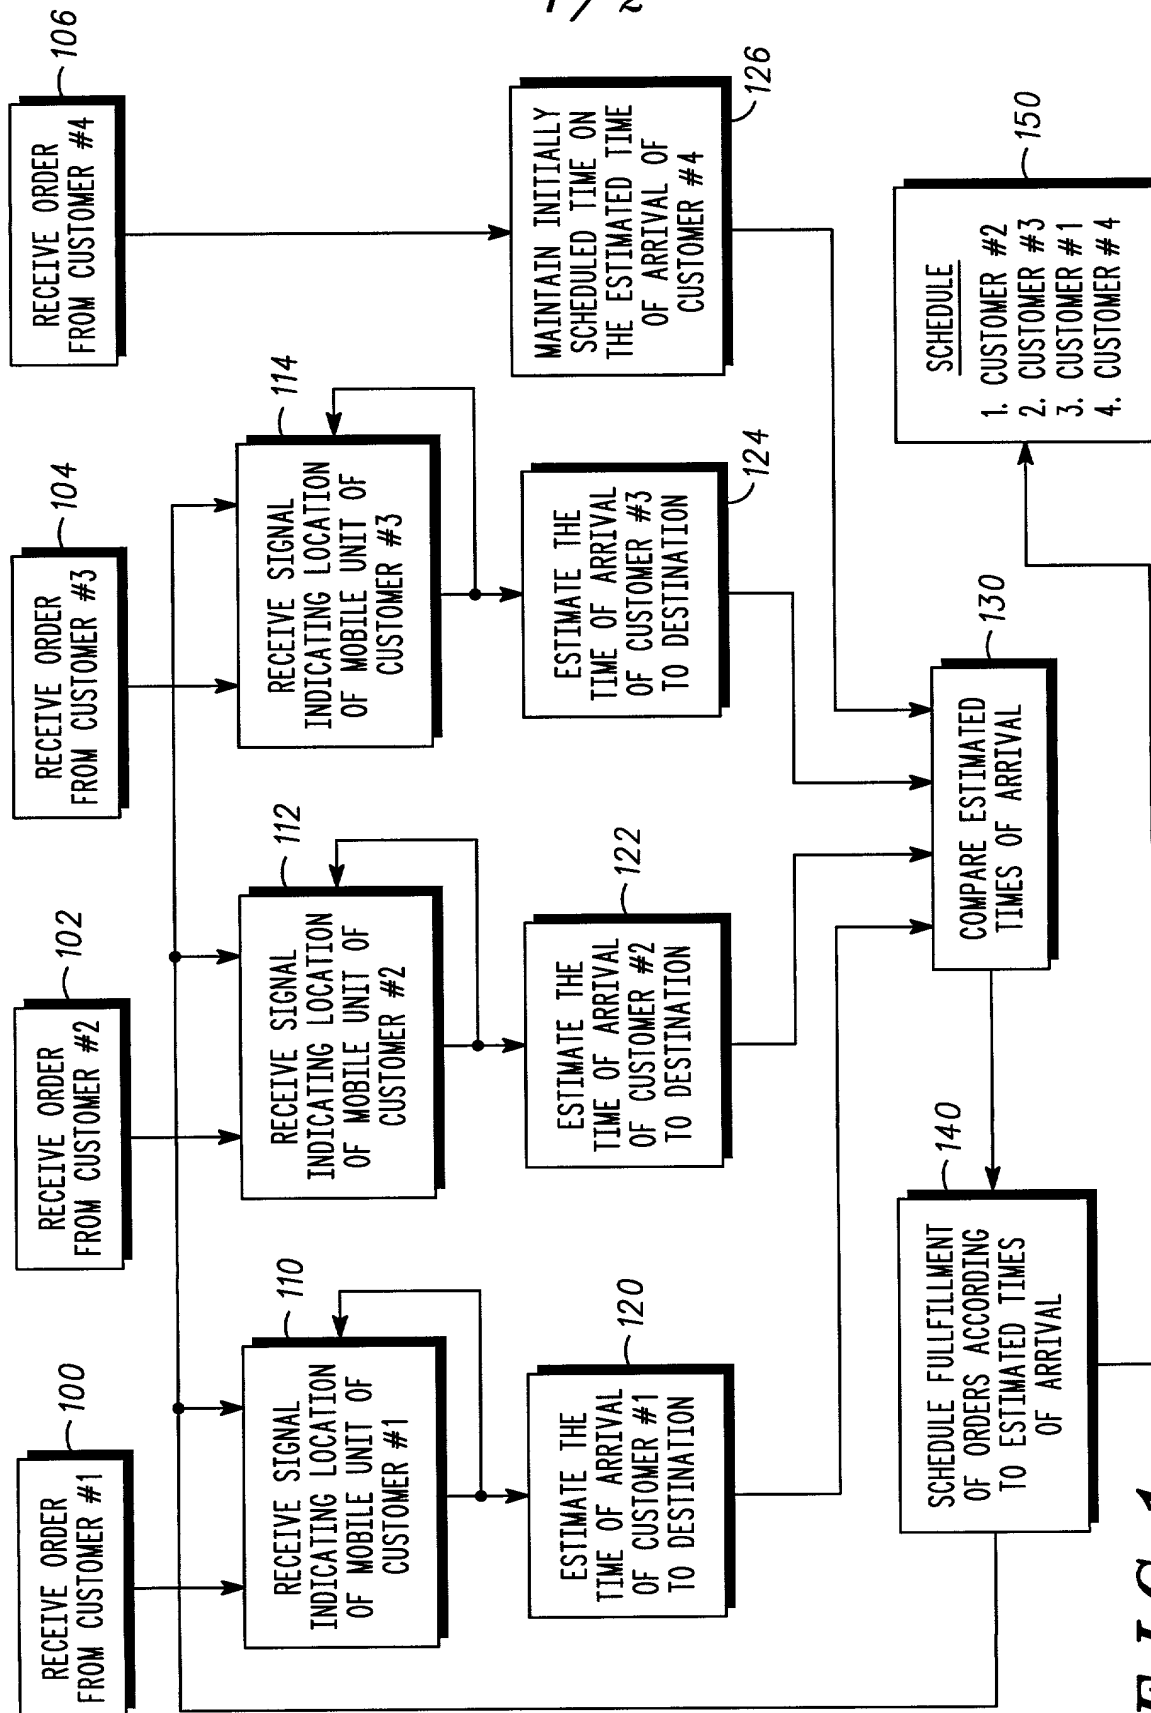 1/2
100
RECEIVE ORDER
FROM CUSTOMER #1
102
RECEIVE ORDER
FROM CUSTOMER #2
104
RECEIVE ORDER
FROM CUSTOMER #3
106
RECEIVE ORDER
FROM CUSTOMER #4
110
RECEIVE SIGNAL
INDICATING LOCATION
OF MOBILE UNIT OF
CUSTOMER #1
112
RECEIVE SIGNAL
INDICATING LOCATION
OF MOBILE UNIT OF
CUSTOMER #2
114
RECEIVE SIGNAL
INDICATING LOCATION
OF MOBILE UNIT OF
CUSTOMER #3
120
ESTIMATE THE
TIME OF ARRIVAL
OF CUSTOMER #1
TO DESTINATION
122
ESTIMATE THE
TIME OF ARRIVAL
OF CUSTOMER #2
TO DESTINATION
124
ESTIMATE THE
TIME OF ARRIVAL
OF CUSTOMER #3
TO DESTINATION
126
MAINTAIN INITIALLY
SCHEDULED TIME ON
THE ESTIMATED TIME
OF ARRIVAL OF
CUSTOMER #4
140
SCHEDULE FULLFILLMENT
OF ORDERS ACCORDING
TO ESTIMATED TIMES
OF ARRIVAL
130
COMPARE ESTIMATED
TIMES OF ARRIVAL
150
SCHEDULE
1. CUSTOMER #2
2. CUSTOMER #3
3. CUSTOMER #1
4. CUSTOMER #4
FIG. 1